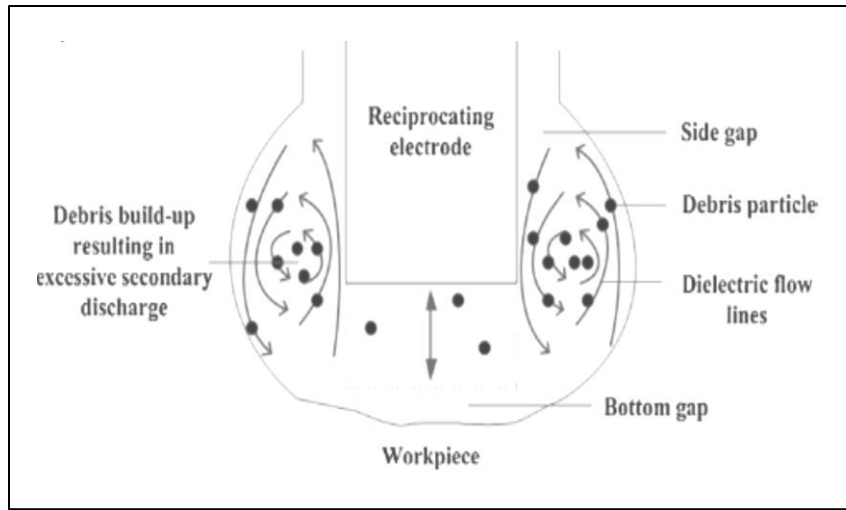 Reciprocating
electrode
Side gap
Debris particle
Debris build-up
resulting in
excessive secondary
discharge
Dielectric flow
lines
Bottom gap
Workpiece